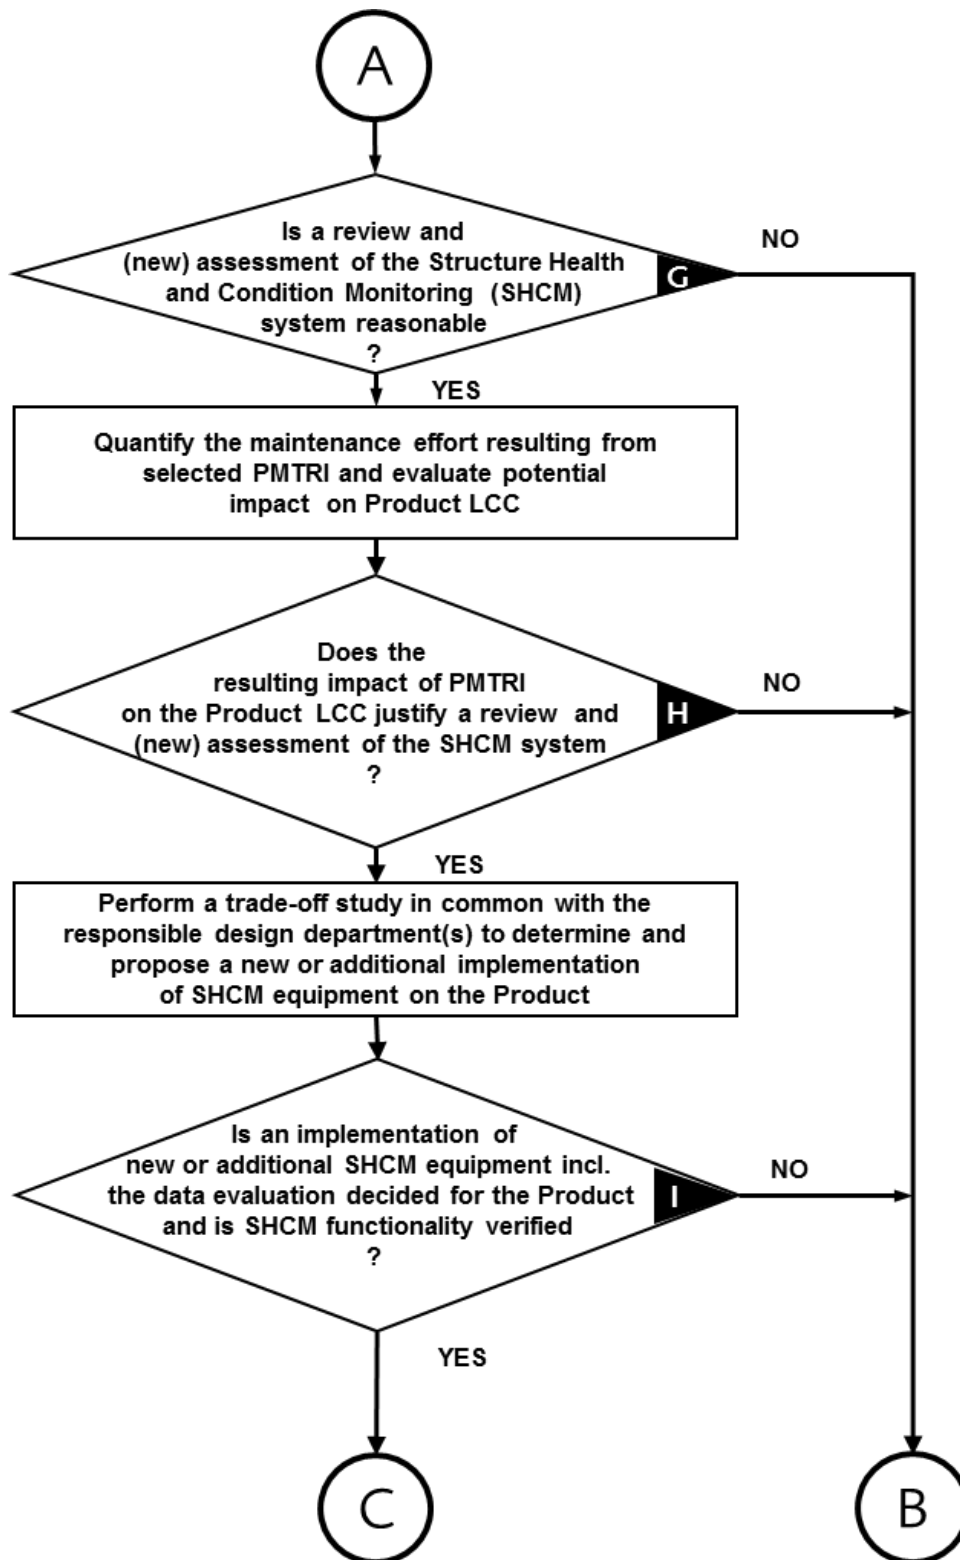 A
Is a review and
(new) assessment of the Structure Health
and Condition Monitoring (SHCM)
system reasonable
?
G
NO
YES
Quantify the maintenance effort resulting from
selected PMTRI and evaluate potential
impact on Product LCC
Does the
resulting impact of PMTRI
on the Product LCC justify a review and
(new) assessment of the SHCM system
?
H
NO
YES
Perform a trade-off study in common with the
responsible design department(s) to determine and
propose a new or additional implementation
of SHCM equipment on the Product
Is an implementation of
new or additional SHCM equipment incl.
the data evaluation decided for the Product
and is SHCM functionality verified
?
I
NO
YES
C
B